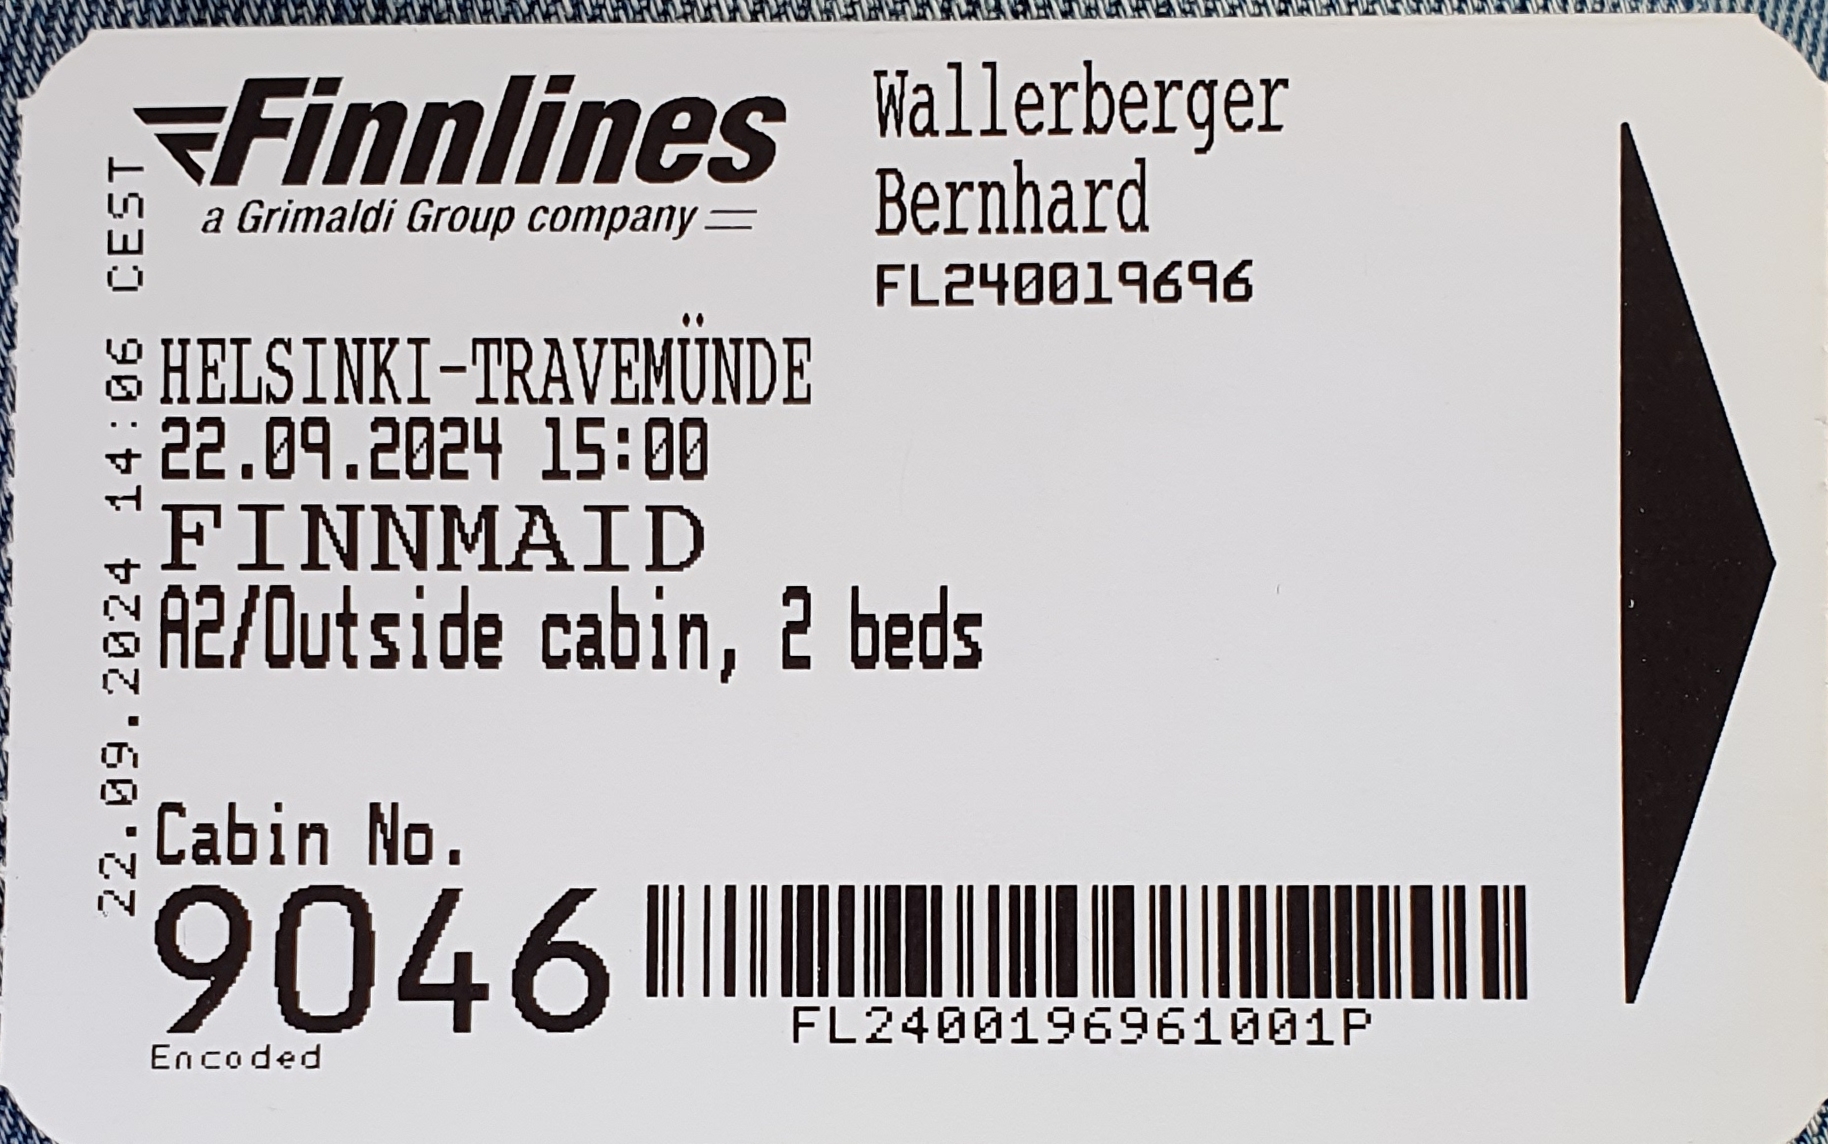 Finnlines
a Grimaldi Group company
Wallerberger
Bernhard
FL240019696
HELSINKI-TRAVEMÜNDE
22.09.2024 15:00
FINNMAID
A2/Outside cabin, 2 beds
Cabin No.
9046
Encoded
FL2400196961001P
22.09.2024 14:06 CEST